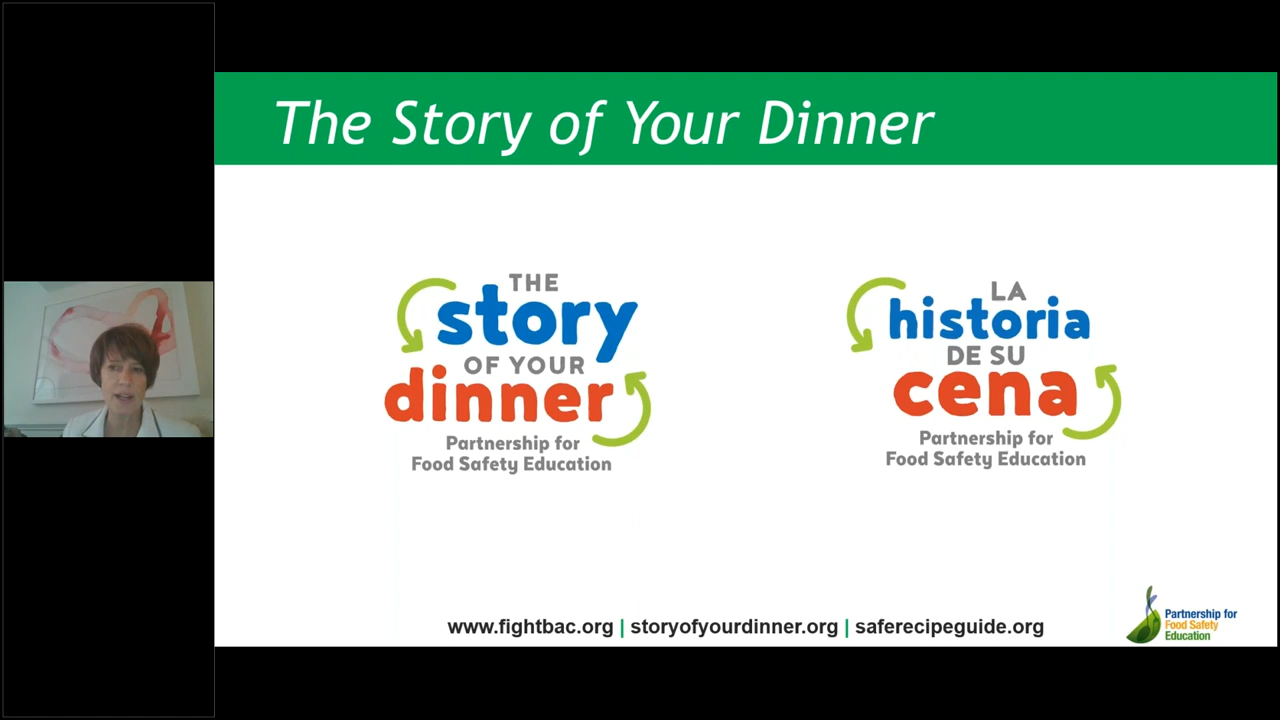 The Story of Your Dinner
THE
story
OF YOUR
dinner
Partnership for
Food Safety Education
LA
historia
DE SU
cena
Partnership for
Food Safety Education
www.fightbac.org | storyofyourdinner.org | saferecipeguide.org
Partnership for
Food Safety
Education